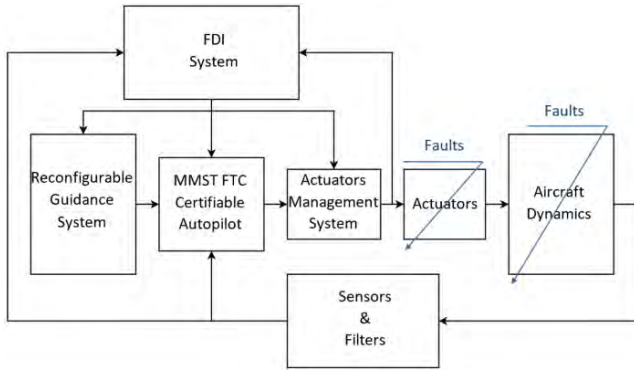 FDI
System
Faults
Faults
Reconfigurable
Guidance
System
MMST FTC
Certifiable
Autopilot
Actuators
Management
System
Actuators
Aircraft
Dynamics
Sensors
&
Filters